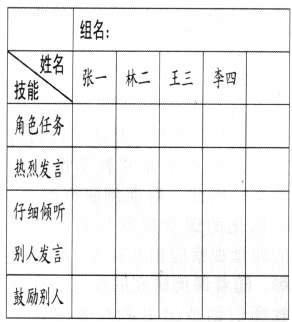 组名：
姓名
技能
张一 林二 王三 李四
角色任务
热烈发言
仔细倾听
别人发言
鼓励别人